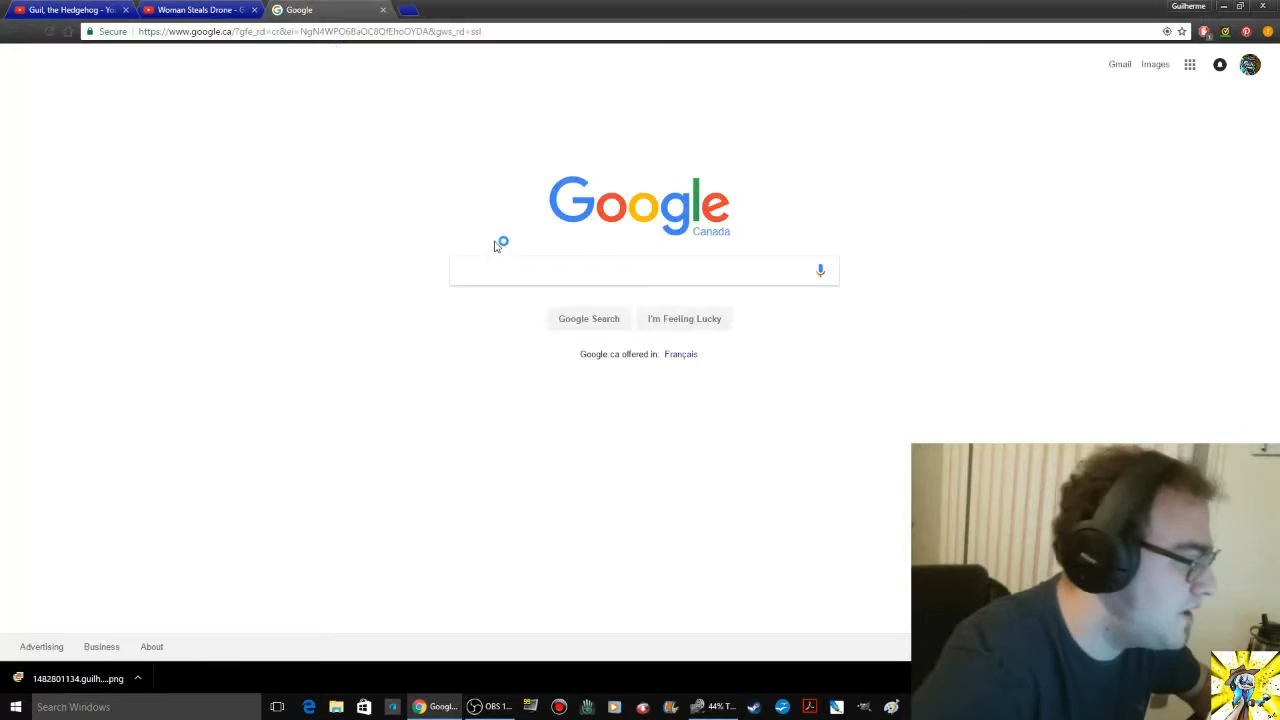 Guil, the Hedgehog - Yo
Woman Steals Drone - G
Google
Guilherme
Secure
https://www.google.ca/?gfe_rd=cr&ei=NgN4WPO6BaOC8QfEhoOYDA&gws_rd=ssl
Gmail
Images
Google
Canada
Google Search
I'm Feeling Lucky
Google.ca offered in: Français
Advertising
Business
About
1482801134.guilh....png
Search Windows
Googl...
OBS 1...
44% T...